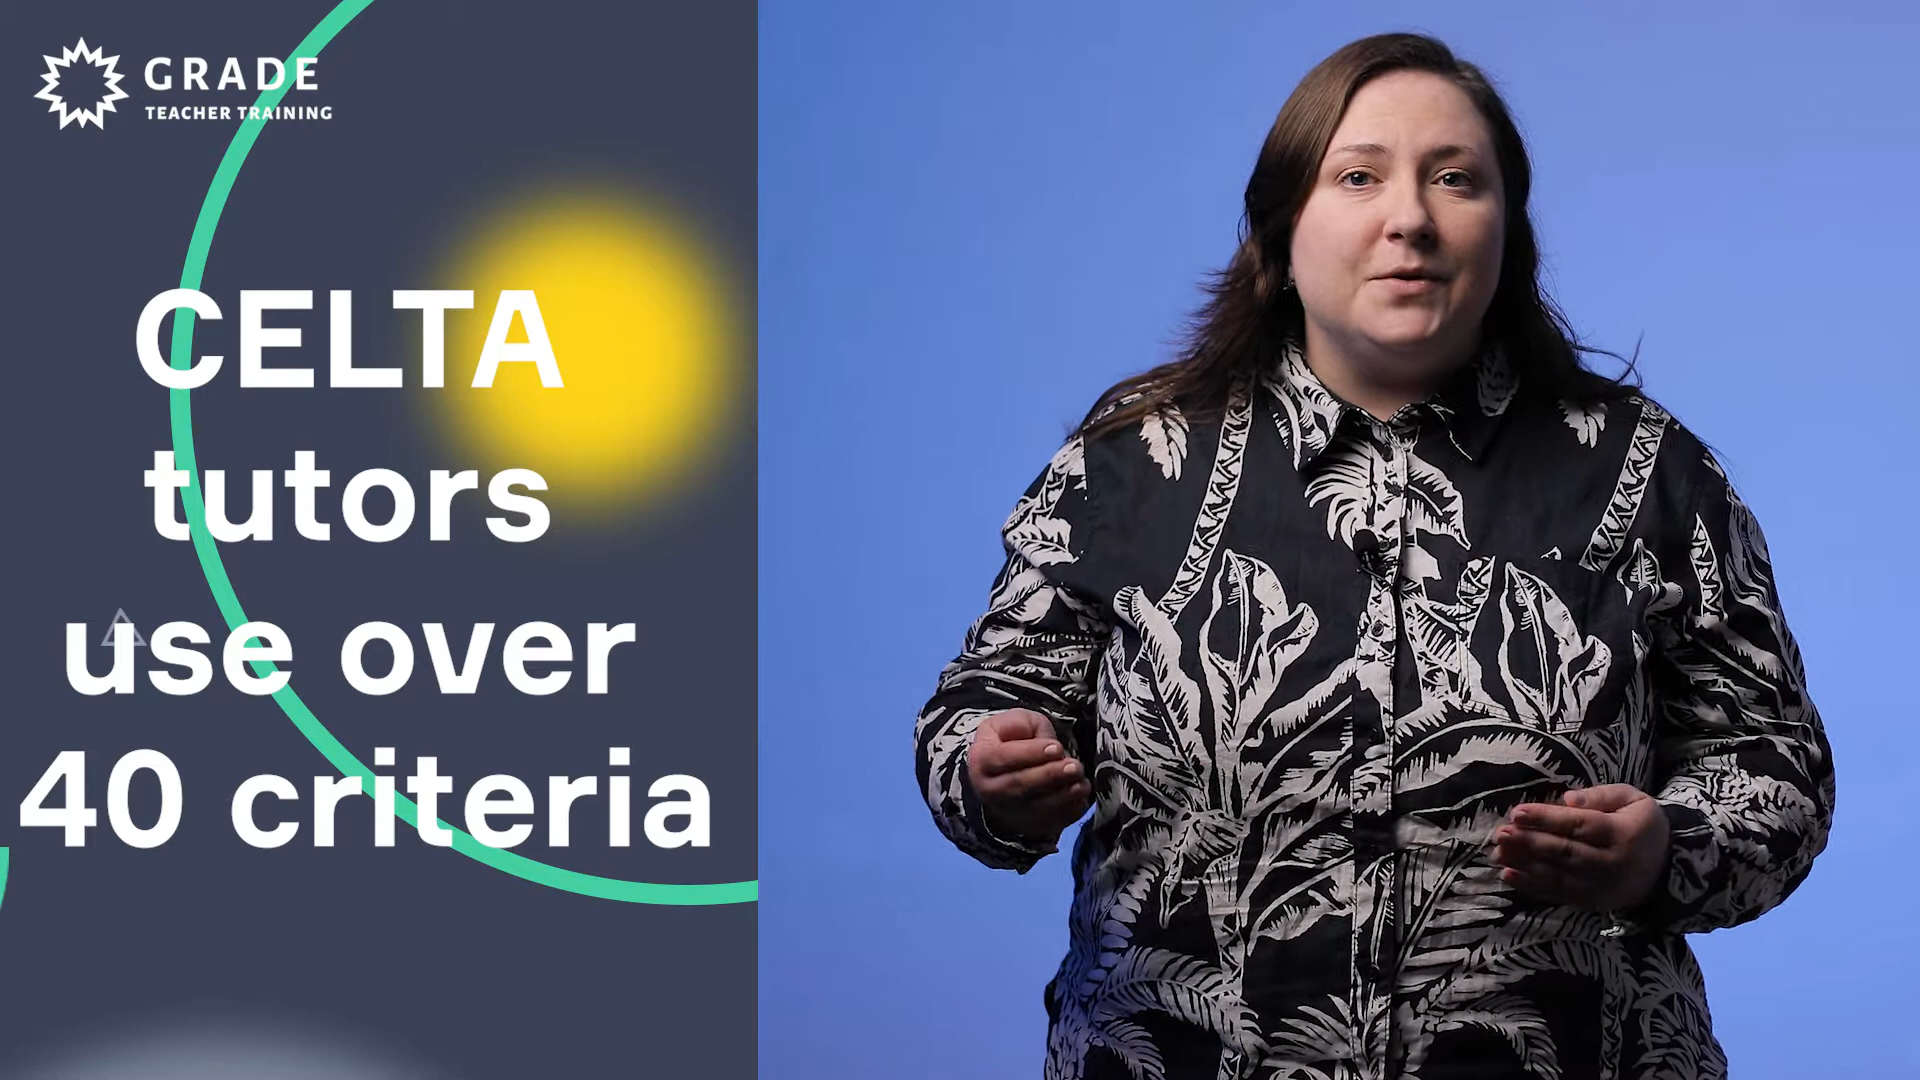 GRADE
TEACHER TRAINING
CELTA
tutors
use over
40 criteria